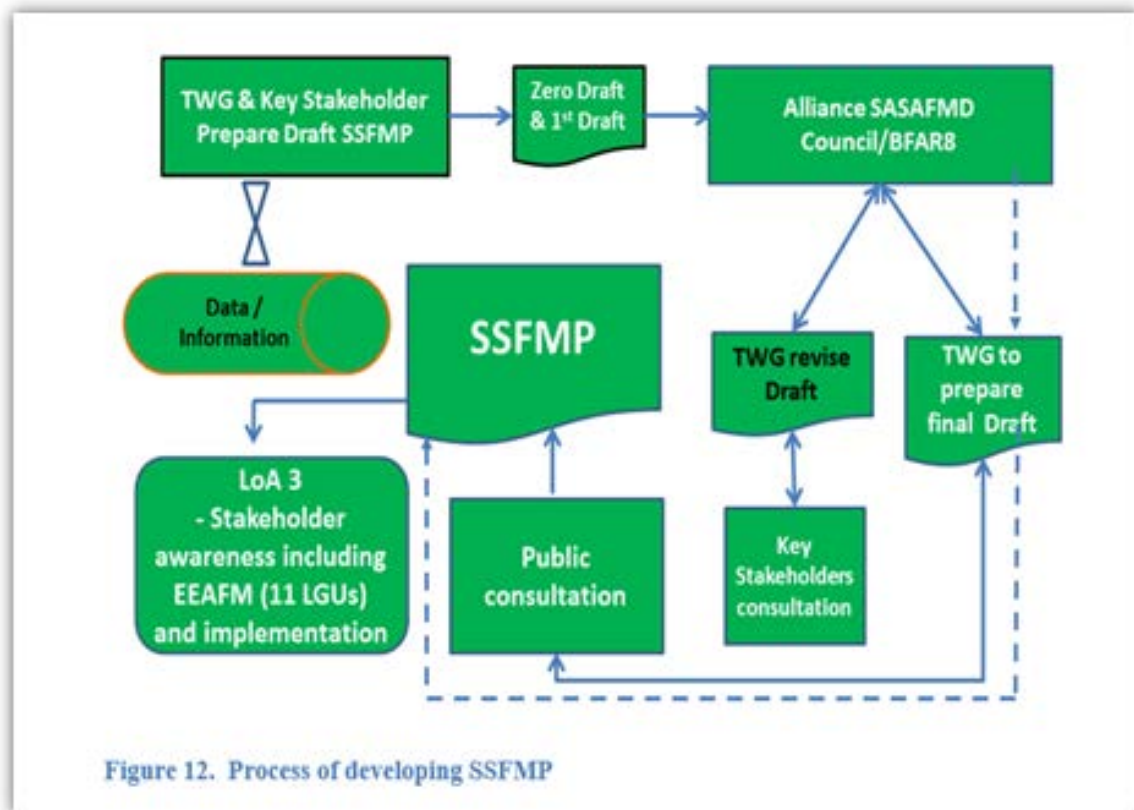 TWG & Key Stakeholder
Prepare Draft SSFMP
Zero Draft
& 1st Draft
Alliance SASAFMD
Council/BFAR8
Data /
Information
SSFMP
TWG revise
Draft
TWG to
prepare
final Draft
LoA 3
- Stakeholder
awareness including
EEAFM (11 LGUs)
and implementation
Public
consultation
Key
Stakeholders
consultation
Figure 12. Process of developing SSFMP